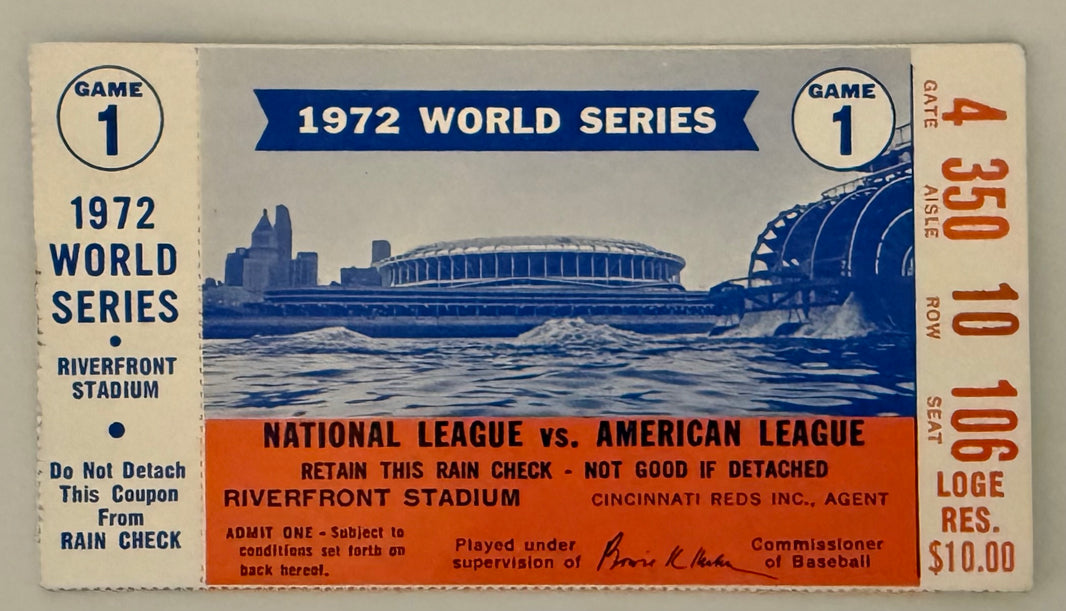 GAME
1
1972
WORLD
SERIES
RIVERFRONT
STADIUM
Do Not Detach
This Coupon
From
RAIN CHECK
1972 WORLD SERIES
GAME
1
NATIONAL LEAGUE vs. AMERICAN LEAGUE
RETAIN THIS RAIN CHECK - NOT GOOD IF DETACHED
RIVERFRONT STADIUM
CINCINNATI REDS INC., AGENT
ADMIT ONE - Subject to
conditions set forth on
back hereof.
Played under
supervision of
Bowie K Kuhn
Commissioner
of Baseball
GATE 4
AISLE 350
ROW 10
SEAT 106
LOGE
RES.
$10.00